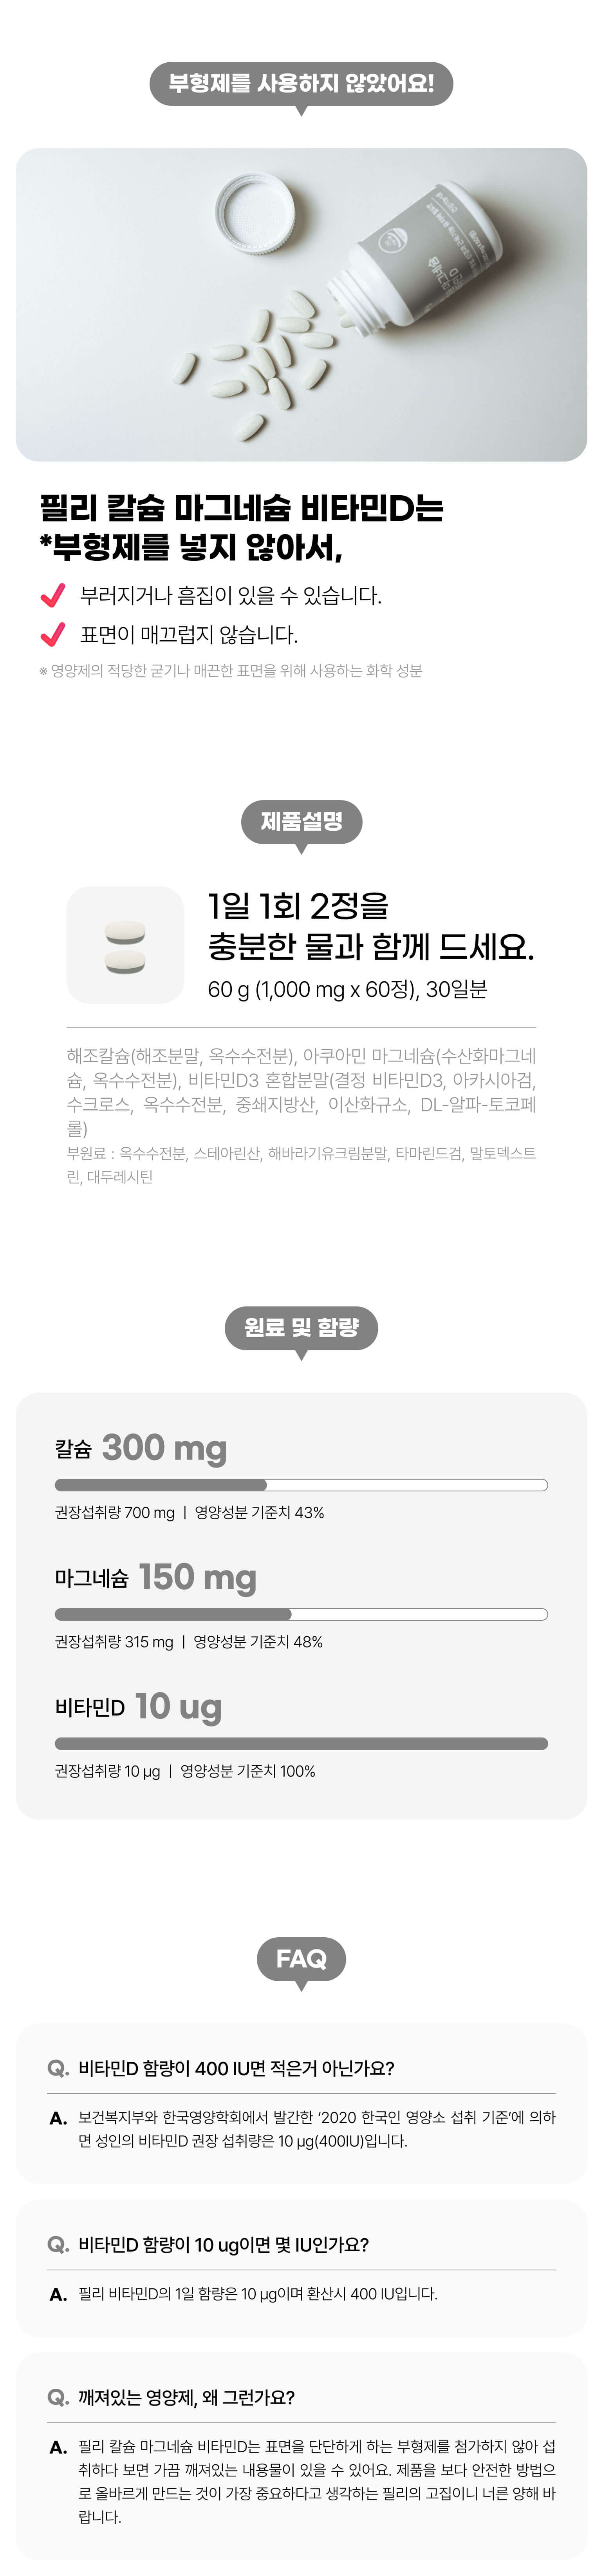 부형제를 사용하지 않았어요!
필리 칼슘 마그네슘 비타민D는
*부형제를 넣지 않아서,
부러지거나 흠집이 있을 수 있습니다.
표면이 매끄럽지 않습니다.
※ 영양제의 적당한 굳기나 매끈한 표면을 위해 사용하는 화학 성분
제품설명
1일 1회 2정을
충분한 물과 함께 드세요.
60 g (1,000 mg x 60정), 30일분
해조칼슘(해조분말, 옥수수전분), 아쿠아민 마그네슘(수산화마그네
슘, 옥수수전분), 비타민D3 혼합분말(결정 비타민D3, 아카시아검,
수크로스, 옥수수전분, 중쇄지방산, 이산화규소, DL-알파-토코페
롤)
부원료 : 옥수수전분, 스테아린산, 해바라기유크림분말, 타마린드검, 말토덱스트
린, 대두레시틴
원료 및 함량
칼슘 300 mg
권장섭취량 700 mg | 영양성분 기준치 43%
마그네슘 150 mg
권장섭취량 315 mg | 영양성분 기준치 48%
비타민D 10 ug
권장섭취량 10 µg | 영양성분 기준치 100%
FAQ
Q. 비타민D 함량이 400 IU면 적은거 아닌가요?
A. 보건복지부와 한국영양학회에서 발간한 ‘2020 한국인 영양소 섭취 기준’에 의하
면 성인의 비타민D 권장 섭취량은 10 µg(400IU)입니다.
Q. 비타민D 함량이 10 ug이면 몇 IU인가요?
A. 필리 비타민D의 1일 함량은 10 µg이며 환산시 400 IU입니다.
Q. 깨져있는 영양제, 왜 그런가요?
A. 필리 칼슘 마그네슘 비타민D는 표면을 단단하게 하는 부형제를 첨가하지 않아 섭
취하다 보면 가끔 깨져있는 내용물이 있을 수 있어요. 제품을 보다 안전한 방법으
로 올바르게 만드는 것이 가장 중요하다고 생각하는 필리의 고집이니 너른 양해 바
랍니다.